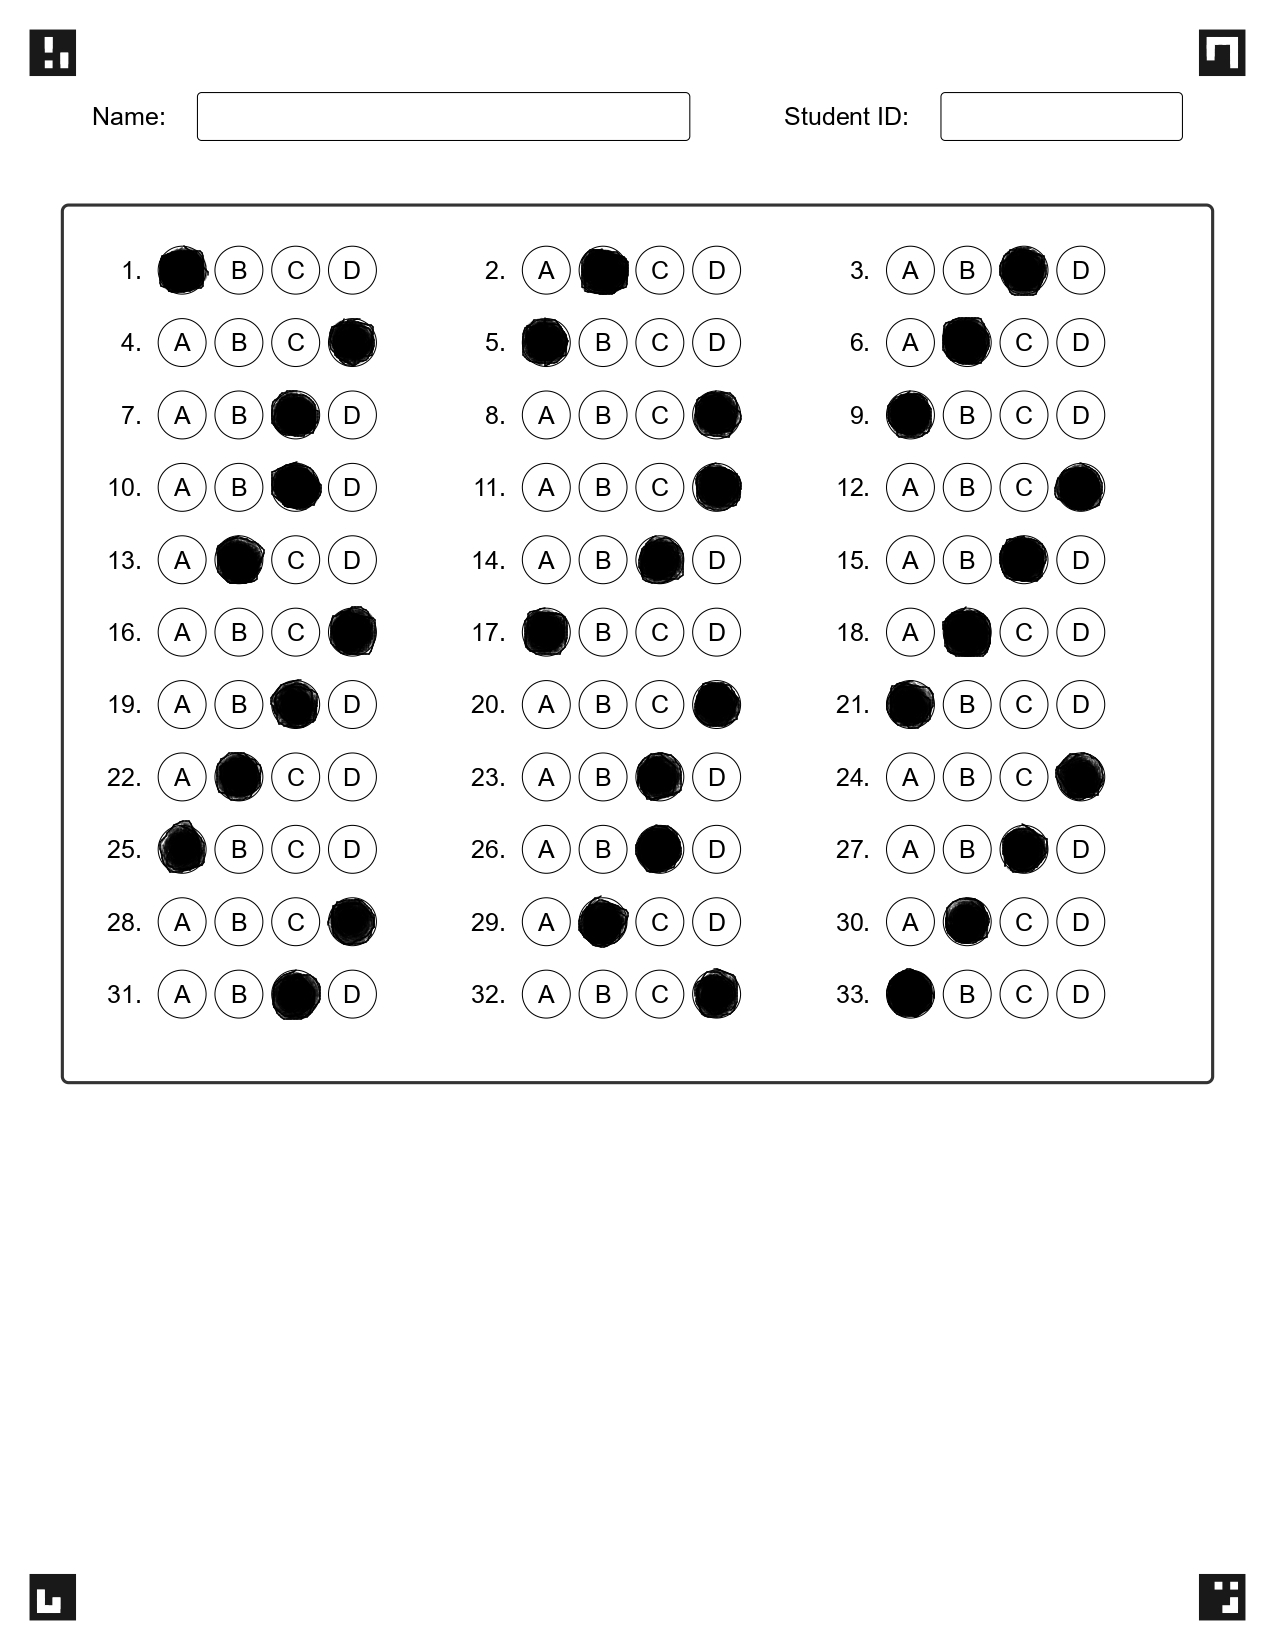 Name: Student ID:
1. B C D 2. A C D 3. A B D
4. A B C 5. B C D 6. A C D
7. A B D 8. A B C 9. B C D
10. A B D 11. A B C 12. A B C
13. A C D 14. A B D 15. A B D
16. A B C 17. B C D 18. A C D
19. A B D 20. A B C 21. B C D
22. A C D 23. A B D 24. A B C
25. B C D 26. A B D 27. A B D
28. A B C 29. A C D 30. A C D
31. A B D 32. A B C 33. B C D